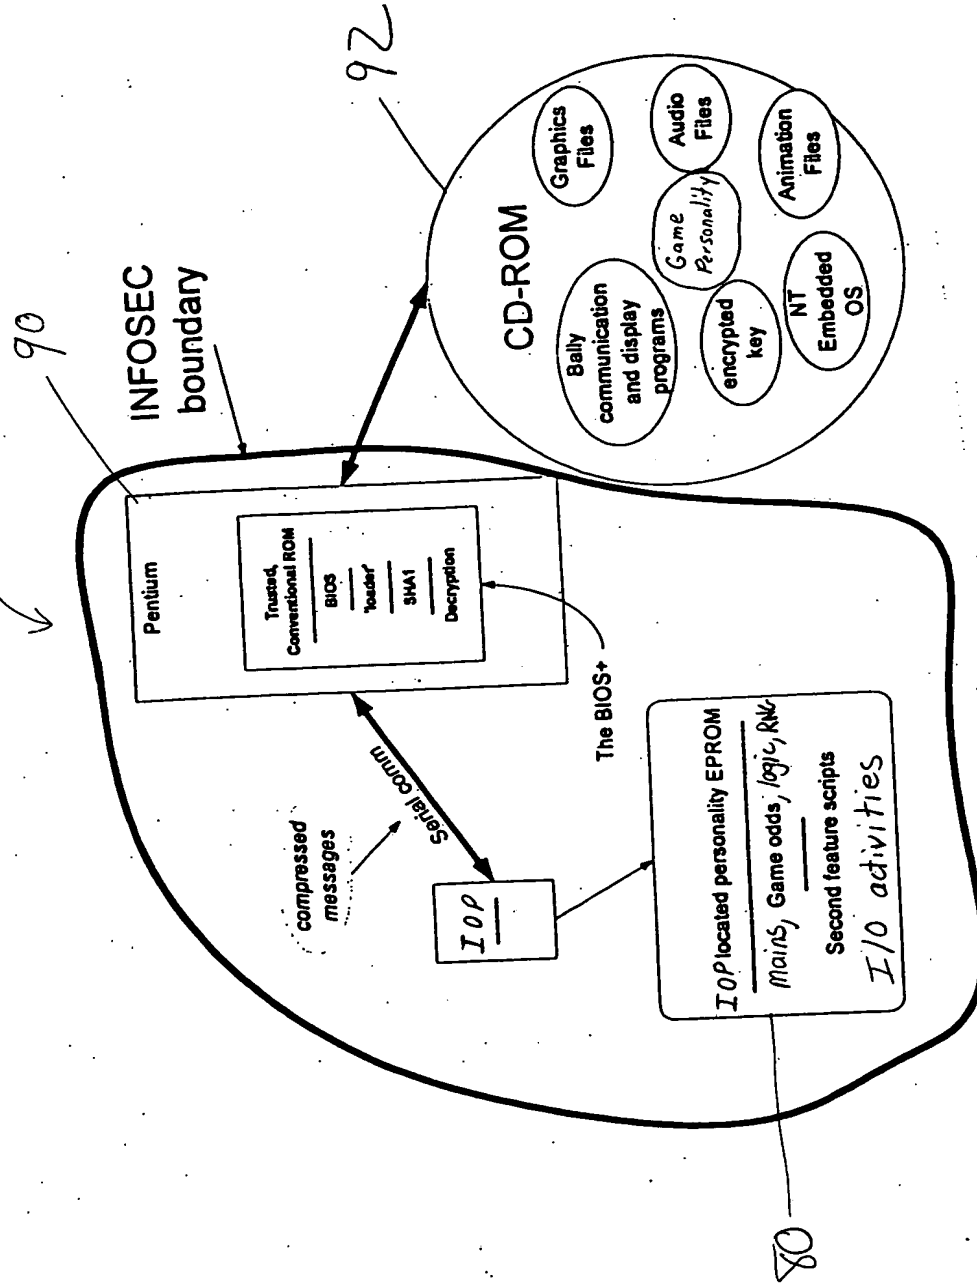 90
92
INFOSEC
boundary
Pentium
Trusted,
Conventional ROM
BIOS
"loader"
SHA1
Decryption
The BIOS+
compressed
messages
Serial comm
IOP
IOP located personality EPROM
mains, Game odds, logic, RNG
Second feature scripts
I/O activities
80
CD-ROM
Graphics
Files
Bally
communication
and display
programs
Game
Personality
Audio
Files
encrypted
key
NT
Embedded
OS
Animation
Files